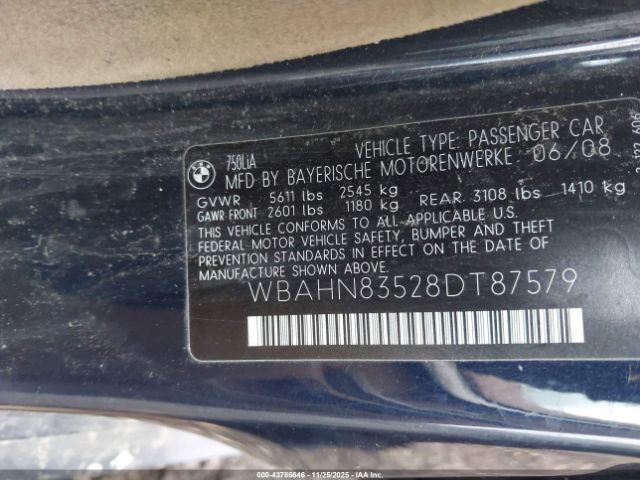 BMW
750LiA
VEHICLE TYPE: PASSENGER CAR
MFD BY BAYERISCHE MOTORENWERKE 06/08
GVWR 5611 lbs 2545 kg
GAWR FRONT 2601 lbs 1180 kg REAR. 3108 lbs 1410 kg
THIS VEHICLE CONFORMS TO ALL APPLICABLE U.S.
FEDERAL MOTOR VEHICLE SAFETY, BUMPER AND THEFT
PREVENTION STANDARDS IN EFFECT ON THE DATE OF
MANUFACTURE SHOWN ABOVE.
WBAHN83528DT87579
000-43786646 - 11/25/2025 - COPYRIGHT © IAA, LLC.